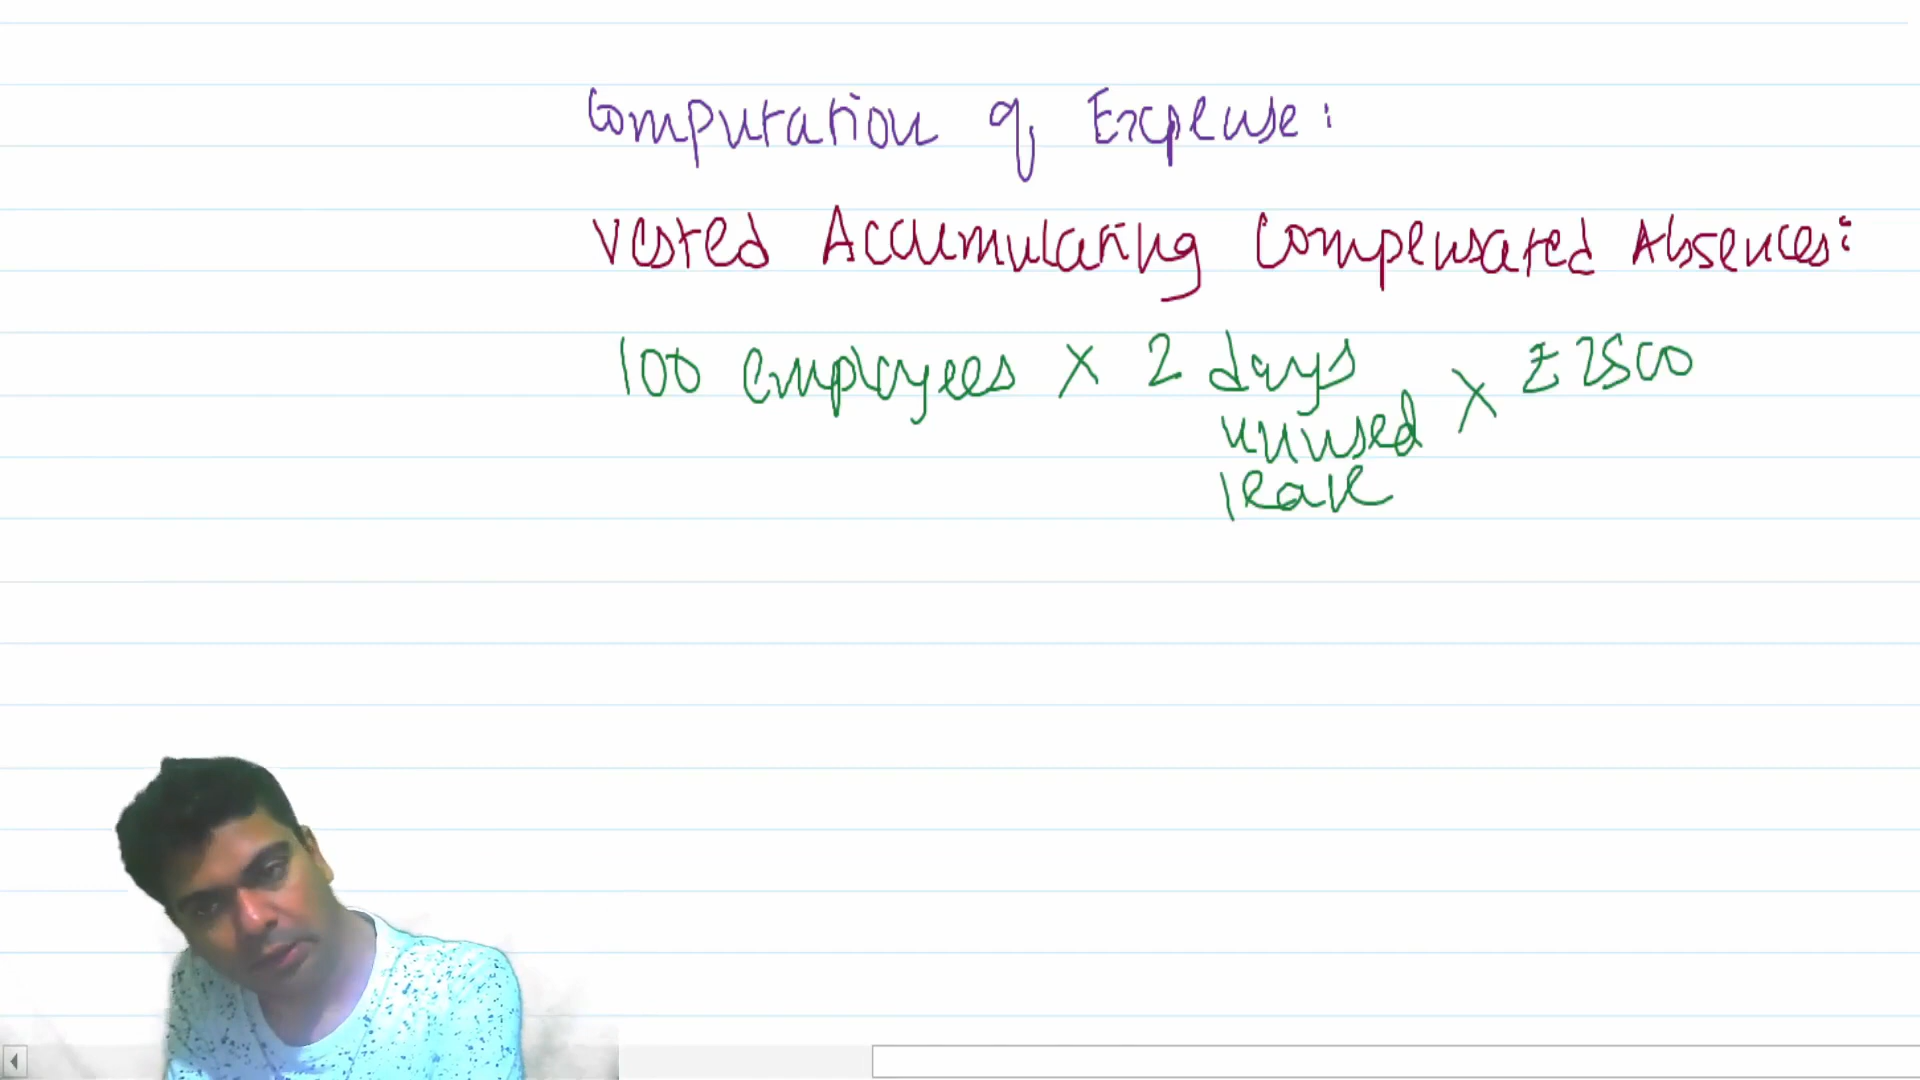 Computation of Expense:
Vested Accumulating Compensated Absences:
100 employees X 2 days unused leave X ₹2500